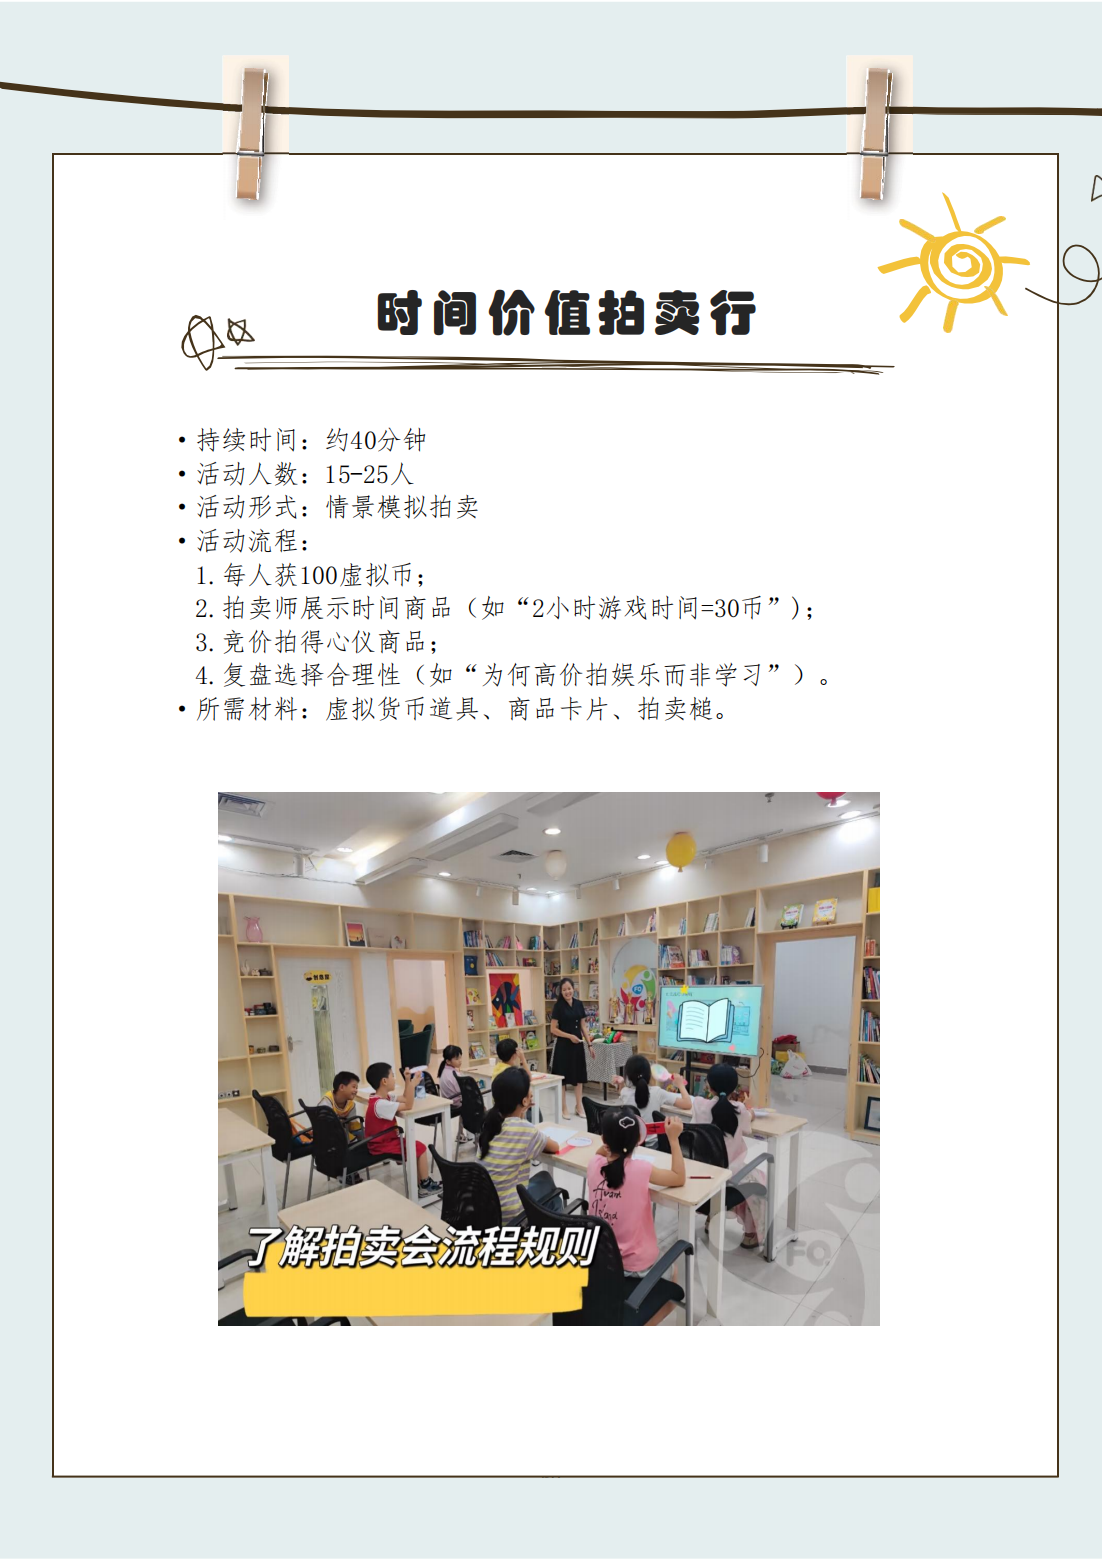 时间价值拍卖行
•持续时间：约40分钟
•活动人数：15-25人
•活动形式：情景模拟拍卖
•活动流程：
1.每人获100虚拟币；
2.拍卖师展示时间商品（如“2小时游戏时间=30币”)；
3.竞价拍得心仪商品；
4.复盘选择合理性（如“为何高价拍娱乐而非学习”）。
•所需材料：虚拟货币道具、商品卡片、拍卖槌。
了解拍卖会流程规则
FQ